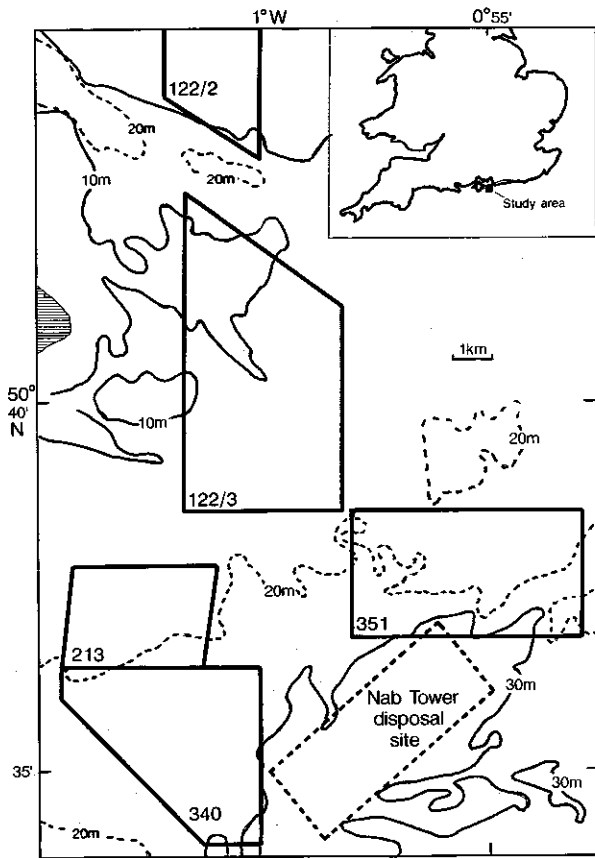 1°W
0°55'
122/2
20m
20m
10m
Study area
1km
50°
40'
N
10m
20m
122/3
20m
351
213
Nab Tower
disposal
site
30m
35'
340
30m
20m